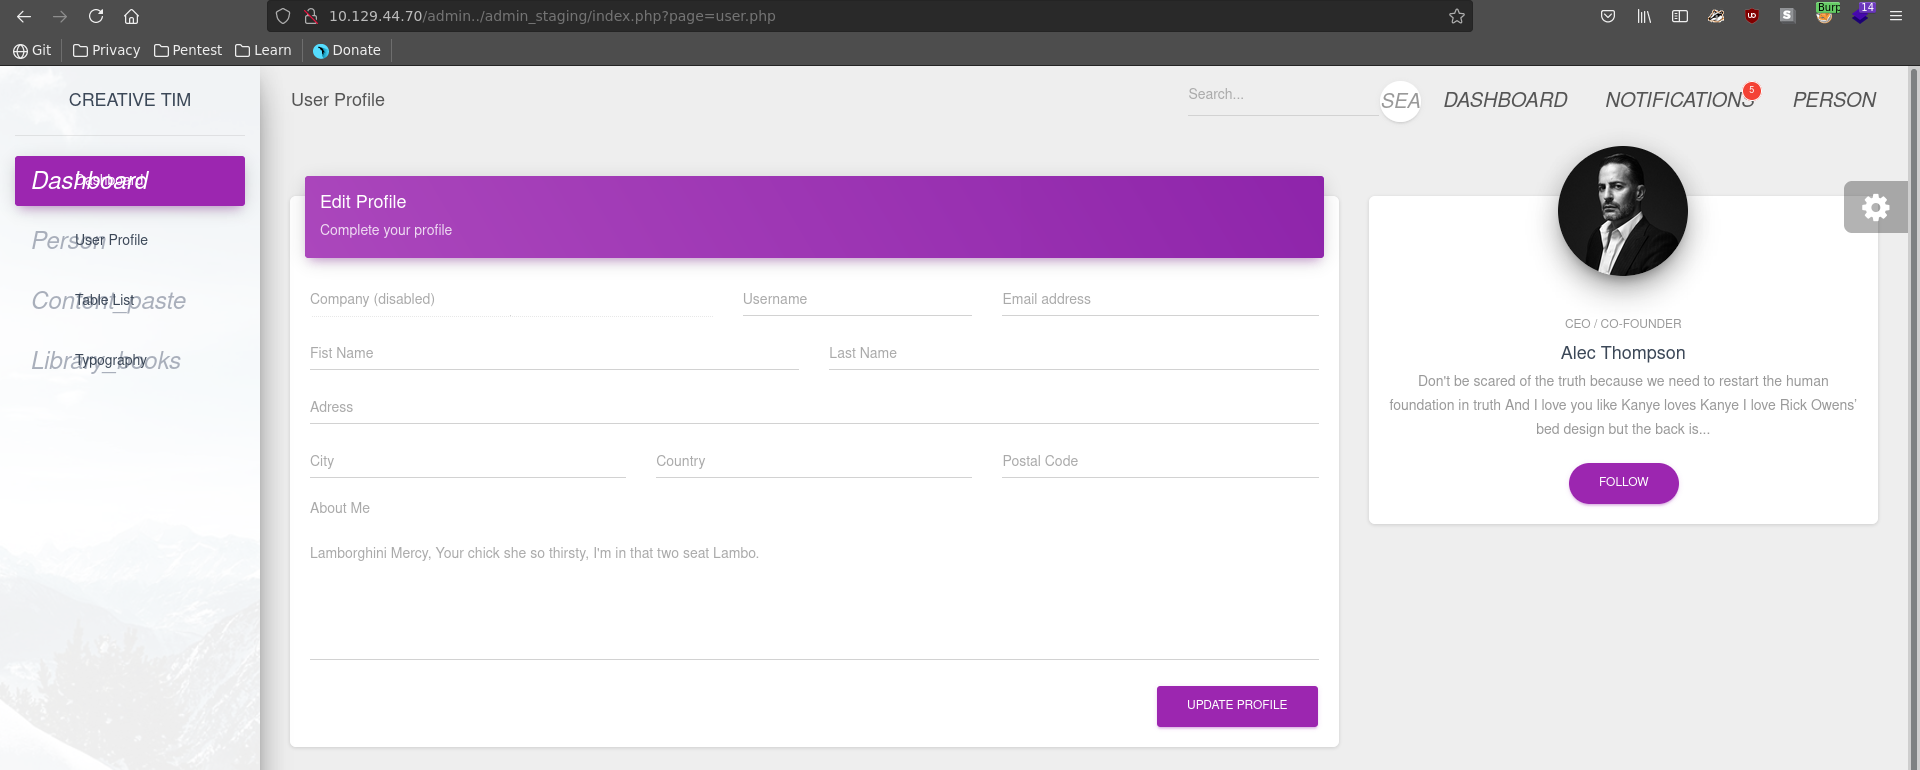 10.129.44.70/admin../admin_staging/index.php?page=user.php
Burp
14
Git
Privacy
Pentest
Learn
Donate
CREATIVE TIM
User Profile
Search...
SEA
DASHBOARD
NOTIFICATIONS
5
PERSON
Dashboard
Dashboard
Person
User Profile
Content_paste
Table List
Library_books
Typography
Edit Profile
Complete your profile
Company (disabled)
Username
Email address
Fist Name
Last Name
Adress
City
Country
Postal Code
About Me
Lamborghini Mercy, Your chick she so thirsty, I'm in that two seat Lambo.
UPDATE PROFILE
CEO / CO-FOUNDER
Alec Thompson
Don't be scared of the truth because we need to restart the human
foundation in truth And I love you like Kanye loves Kanye I love Rick Owens'
bed design but the back is...
FOLLOW